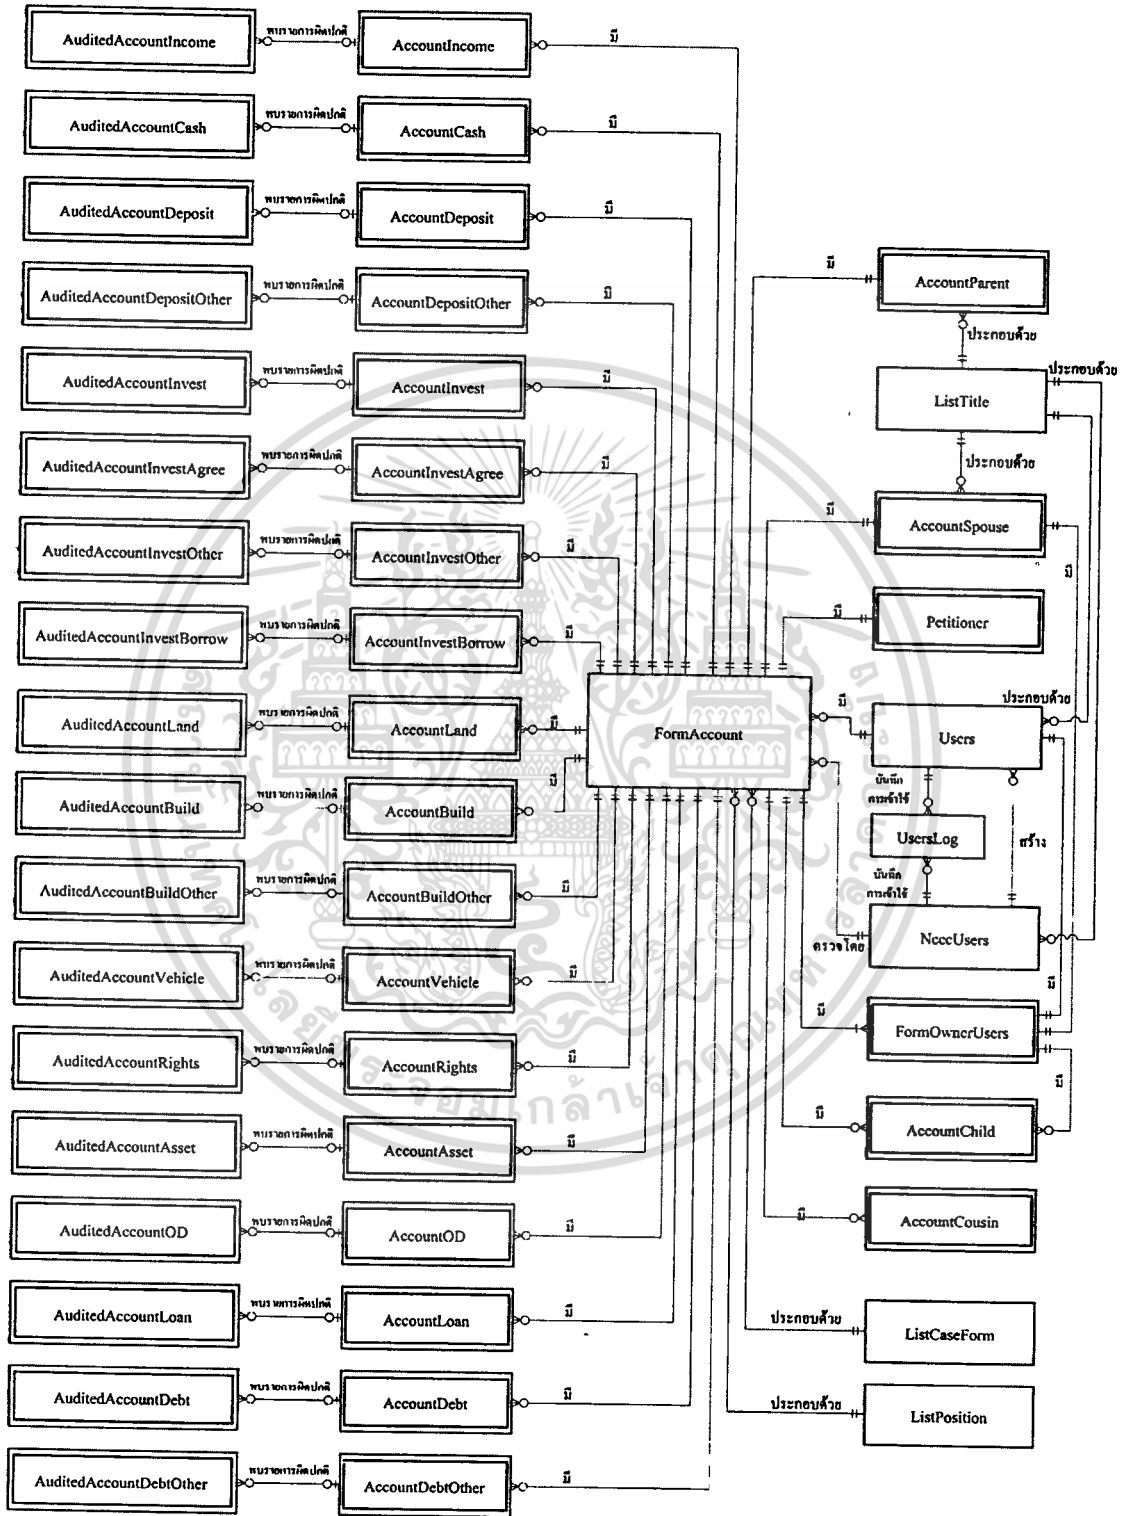 AuditedAccountIncome พบรายการผิดปกติ AccountIncome มี
AuditedAccountCash พบรายการผิดปกติ AccountCash มี
AuditedAccountDeposit พบรายการผิดปกติ AccountDeposit มี
มี AccountParent
AuditedAccountDepositOther พบรายการผิดปกติ AccountDepositOther มี
ประกอบด้วย
AuditedAccountInvest พบรายการผิดปกติ AccountInvest มี
ListTitle ประกอบด้วย
AuditedAccountInvestAgree พบรายการผิดปกติ AccountInvestAgree มี
ประกอบด้วย
มี AccountSpouse
AuditedAccountInvestOther พบรายการผิดปกติ AccountInvestOther มี
มี
มี Petitioner
AuditedAccountInvestBorrow พบรายการผิดปกติ AccountInvestBorrow มี
ประกอบด้วย
AuditedAccountLand พบรายการผิดปกติ AccountLand มี
FormAccount มี Users
บันทึก
การเข้าใช้
AuditedAccountBuild พบรายการผิดปกติ AccountBuild มี
UsersLog สร้าง
บันทึก
การเข้าใช้
AuditedAccountBuildOther พบรายการผิดปกติ AccountBuildOther มี
ตรวจโดย NcccUsers
AuditedAccountVehicle พบรายการผิดปกติ AccountVehicle มี
มี
มี FormOwnerUsers
AuditedAccountRights พบรายการผิดปกติ AccountRights มี
มี
มี AccountChild
AuditedAccountAsset พบรายการผิดปกติ AccountAsset มี
มี AccountCousin
AuditedAccountOD พบรายการผิดปกติ AccountOD มี
AuditedAccountLoan พบรายการผิดปกติ AccountLoan มี
ประกอบด้วย ListCaseForm
AuditedAccountDebt พบรายการผิดปกติ AccountDebt มี
ประกอบด้วย ListPosition
AuditedAccountDebtOther พบรายการผิดปกติ AccountDebtOther มี